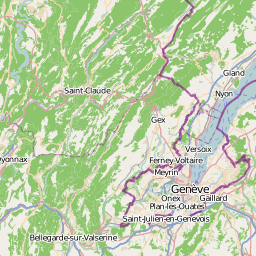 Gland
Saint-Claude
Nyon
Gex
Versoix
Ferney-Voltaire
Oyonnax
Meyrin
Genève
Onex
Gaillard
Plan-les-Ouates
Saint-Julien-en-Genevois
Bellegarde-sur-Valserine